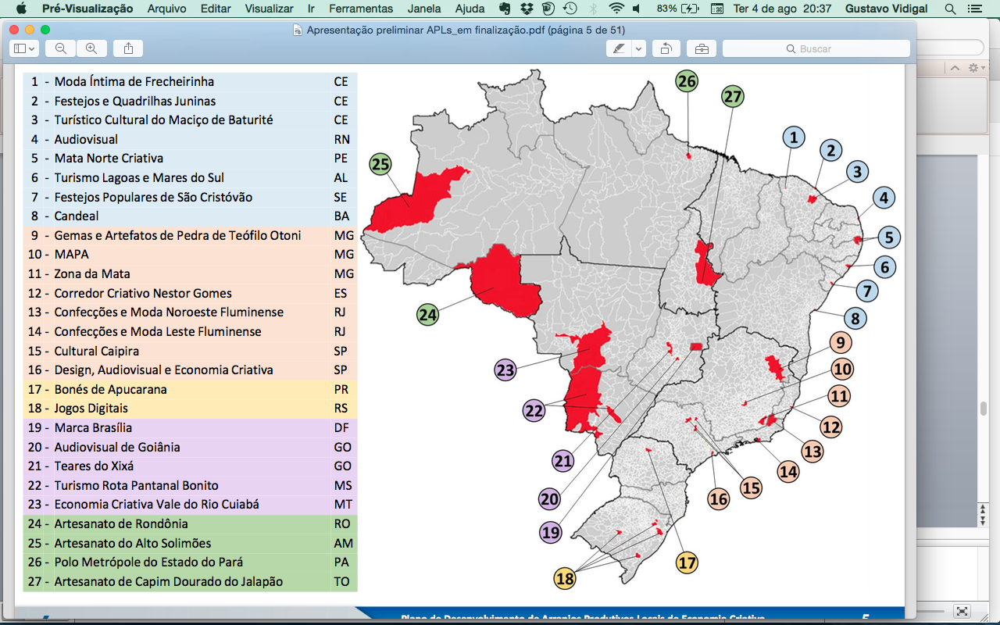 Pré-Visualização Arquivo Editar Visualizar Ir Ferramentas Janela Ajuda 83% Ter 4 de ago 20:37 Gustavo Vidigal
Apresentação preliminar APLs_em finalização.pdf (página 5 de 51)
Buscar
1 - Moda Íntima de Frecheirinha CE
2 - Festejos e Quadrilhas Juninas CE
3 - Turístico Cultural do Maciço de Baturité CE
4 - Audiovisual RN
5 - Mata Norte Criativa PE
6 - Turismo Lagoas e Mares do Sul AL
7 - Festejos Populares de São Cristóvão SE
8 - Candeal BA
9 - Gemas e Artefatos de Pedra de Teófilo Otoni MG
10 - MAPA MG
11 - Zona da Mata MG
12 - Corredor Criativo Nestor Gomes ES
13 - Confecções e Moda Noroeste Fluminense RJ
14 - Confecções e Moda Leste Fluminense RJ
15 - Cultural Caipira SP
16 - Design, Audiovisual e Economia Criativa SP
17 - Bonés de Apucarana PR
18 - Jogos Digitais RS
19 - Marca Brasília DF
20 - Audiovisual de Goiânia GO
21 - Teares do Xixá GO
22 - Turismo Rota Pantanal Bonito MS
23 - Economia Criativa Vale do Rio Cuiabá MT
24 - Artesanato de Rondônia RO
25 - Artesanato do Alto Solimões AM
26 - Polo Metrópole do Estado do Pará PA
27 - Artesanato de Capim Dourado do Jalapão TO
26
27
1
2
25
3
4
5
6
7
24
8
9
23
10
11
22
12
13
21
14
15
20
16
19
17
18
Plano de Desenvolvimento de Arranjos Produtivos Locais de Economia Criativa 5